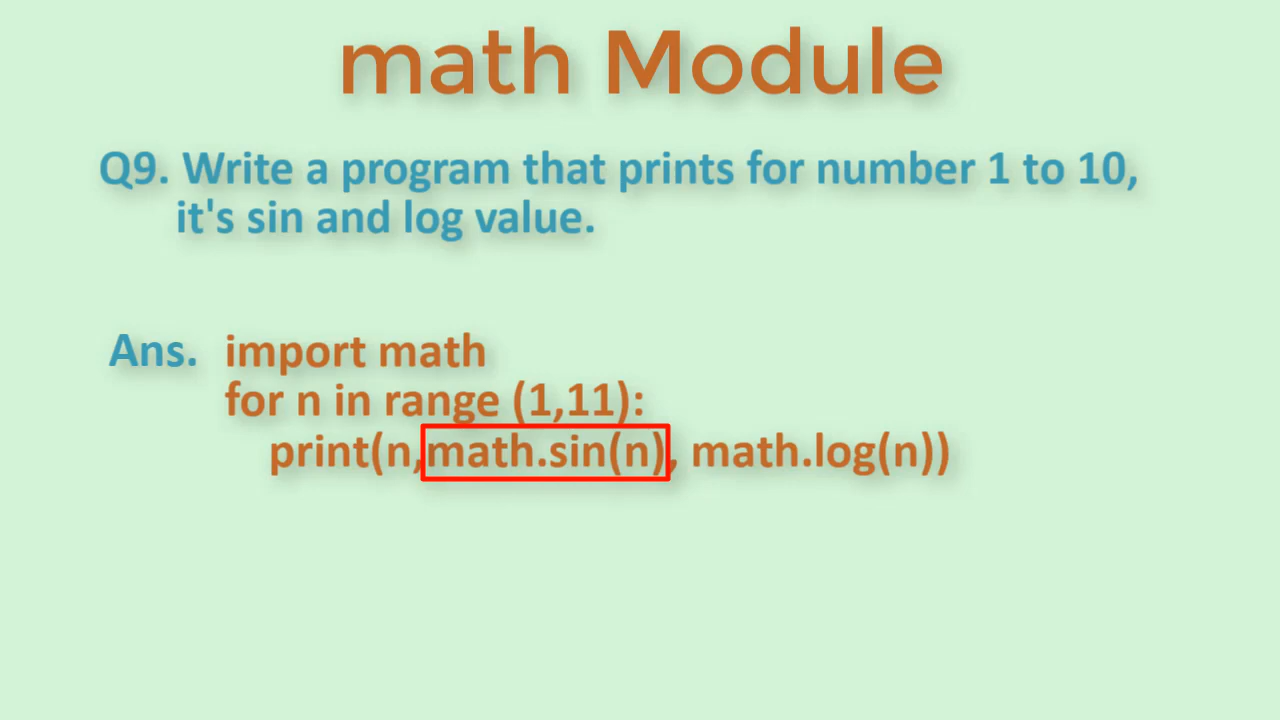 math Module
Q9. Write a program that prints for number 1 to 10,
it's sin and log value.
Ans. import math
for n in range (1,11):
print(n,math.sin(n), math.log(n))